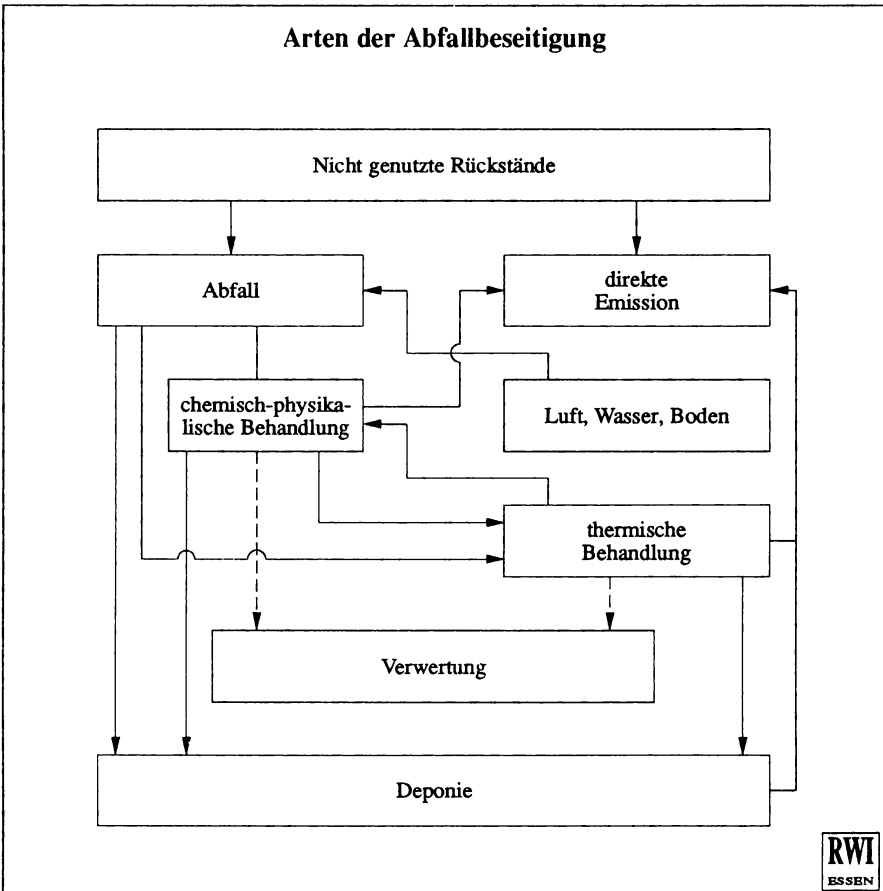 Arten der Abfallbeseitigung
Nicht genutzte Rückstände
Abfall
direkte
Emission
chemisch-physika-
lische Behandlung
Luft, Wasser, Boden
thermische
Behandlung
Verwertung
Deponie
RWI
ESSEN